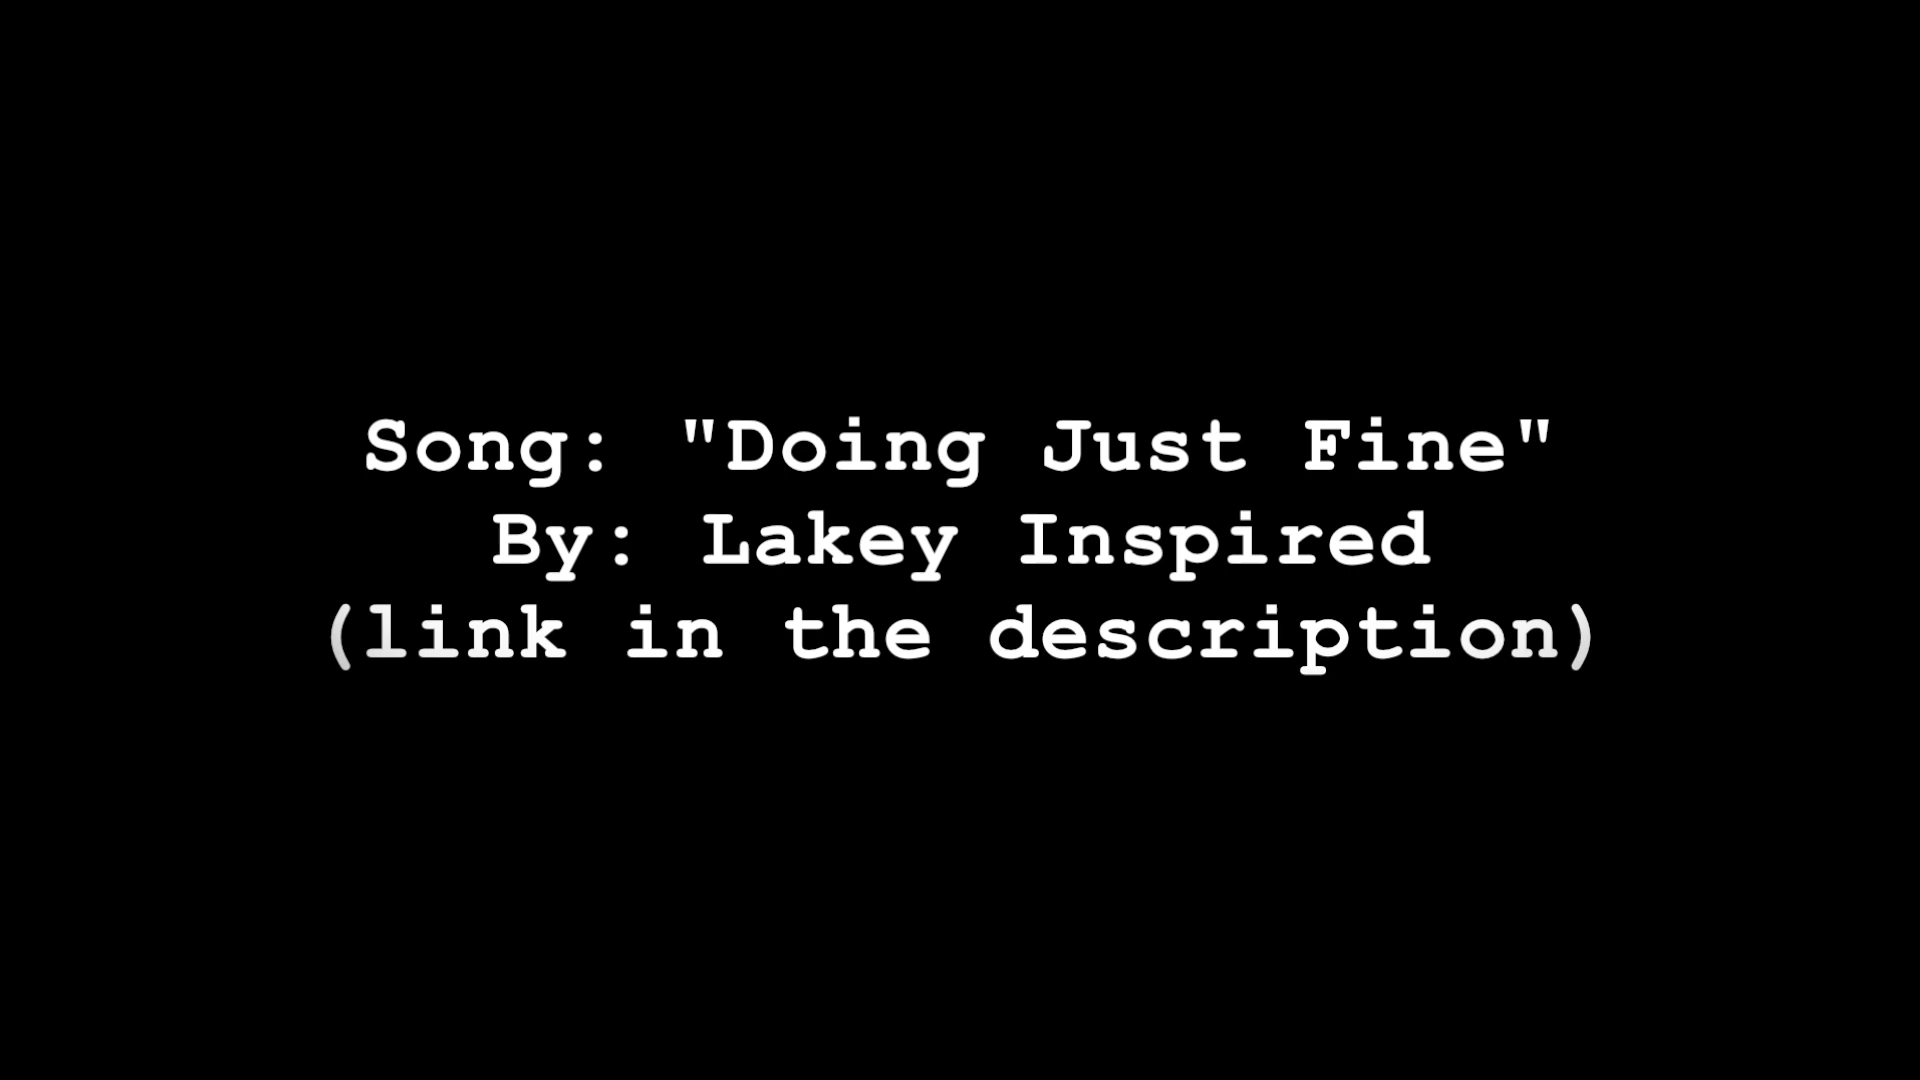 Song: "Doing Just Fine"
By: Lakey Inspired
(link in the description)